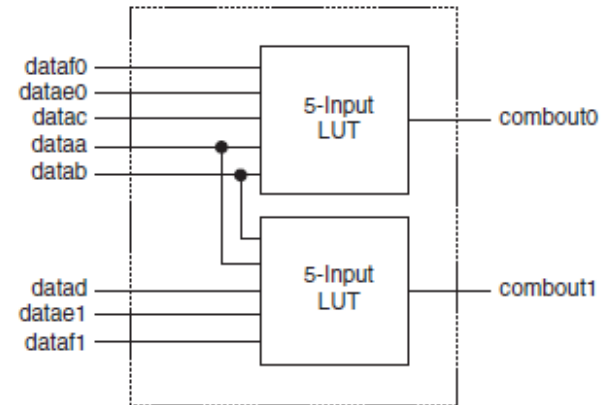 dataf0
datae0
datac
dataa
datab
5-Input
LUT
combout0
datad
datae1
dataf1
5-Input
LUT
combout1